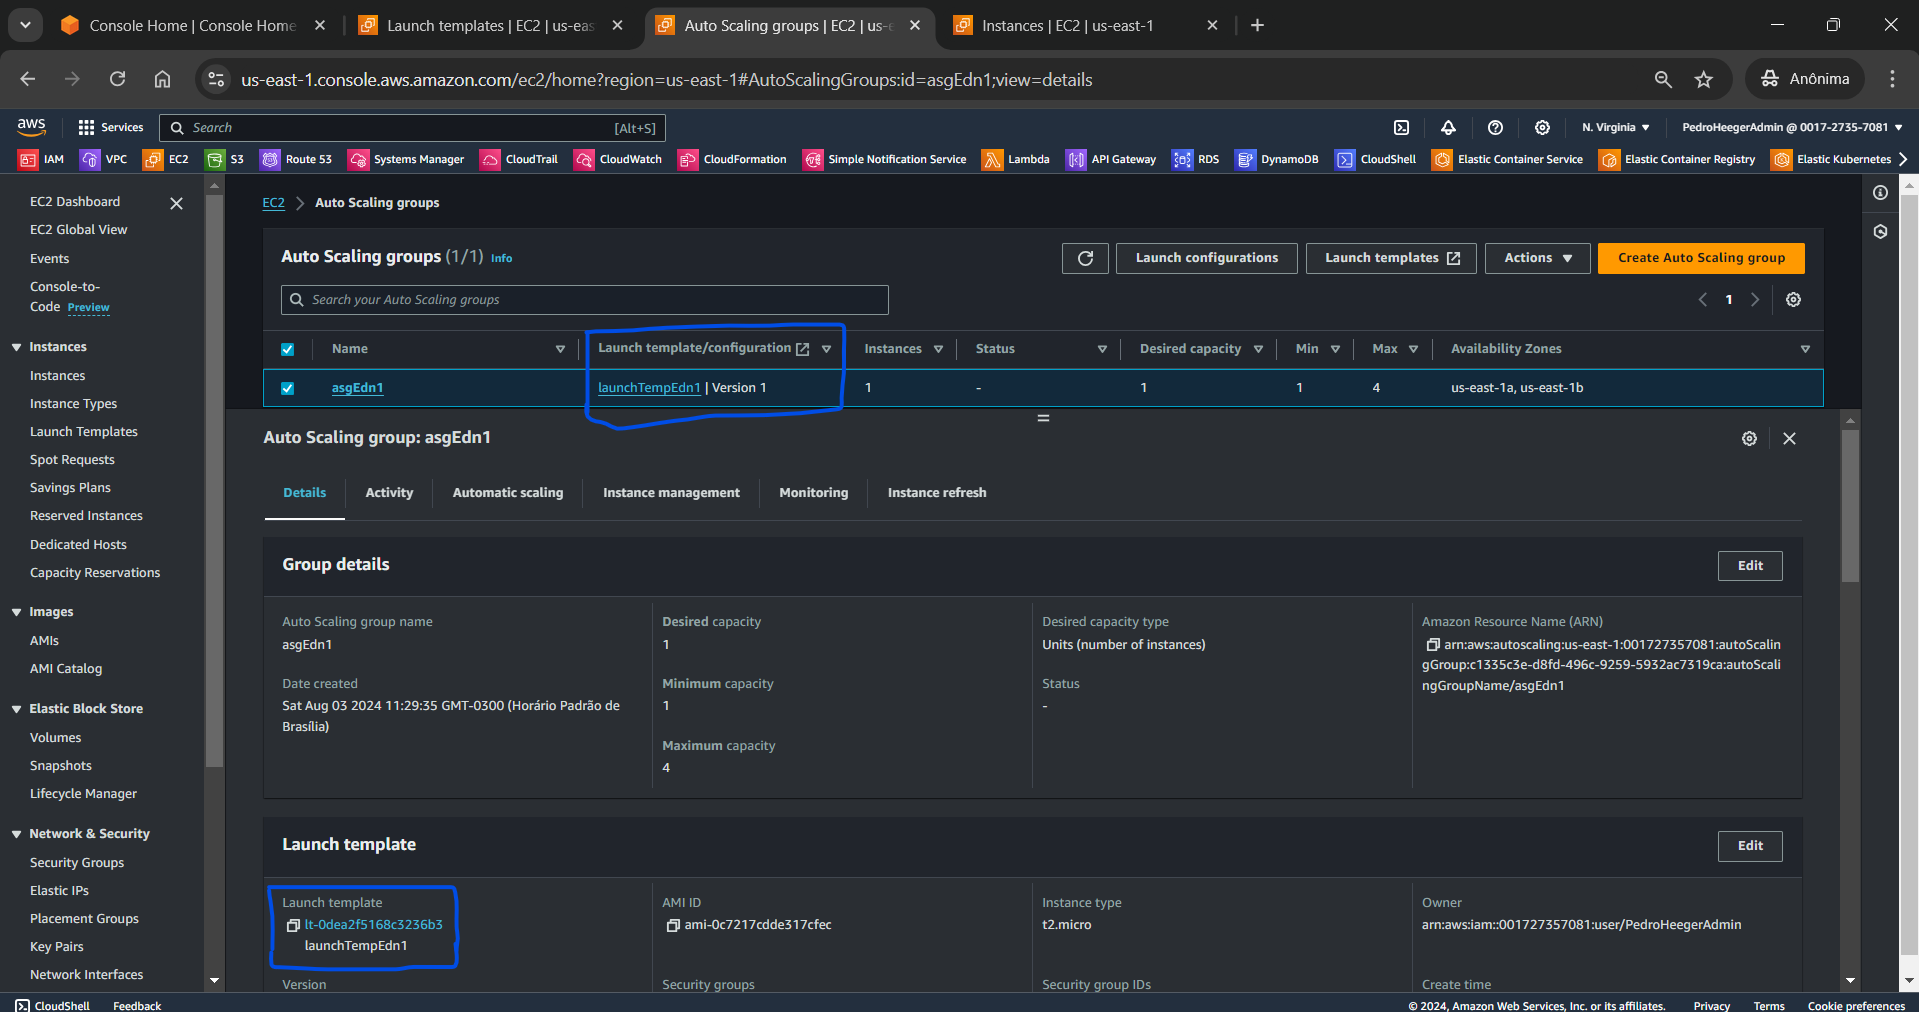 Console Home | Console Home
Launch templates | EC2 | us-eas
Auto Scaling groups | EC2 | us-e
Instances | EC2 | us-east-1
us-east-1.console.aws.amazon.com/ec2/home?region=us-east-1#AutoScalingGroups:id=asgEdn1;view=details
Anônima
aws
Services
Search
[Alt+S]
N. Virginia
PedroHeegerAdmin @ 0017-2735-7081
IAM
VPC
EC2
S3
Route 53
Systems Manager
CloudTrail
CloudWatch
CloudFormation
Simple Notification Service
Lambda
API Gateway
RDS
DynamoDB
CloudShell
Elastic Container Service
Elastic Container Registry
Elastic Kubernetes
EC2 Dashboard
EC2 Global View
Events
Console-to-
Code Preview
Instances
Instances
Instance Types
Launch Templates
Spot Requests
Savings Plans
Reserved Instances
Dedicated Hosts
Capacity Reservations
Images
AMIs
AMI Catalog
Elastic Block Store
Volumes
Snapshots
Lifecycle Manager
Network & Security
Security Groups
Elastic IPs
Placement Groups
Key Pairs
Network Interfaces
EC2
Auto Scaling groups
Auto Scaling groups (1/1) Info
Launch configurations
Launch templates
Actions
Create Auto Scaling group
Search your Auto Scaling groups
1
Name
Launch template/configuration
Instances
Status
Desired capacity
Min
Max
Availability Zones
asgEdn1
launchTempEdn1 | Version 1
1
-
1
1
4
us-east-1a, us-east-1b
Auto Scaling group: asgEdn1
Details
Activity
Automatic scaling
Instance management
Monitoring
Instance refresh
Group details
Edit
Auto Scaling group name
asgEdn1
Date created
Sat Aug 03 2024 11:29:35 GMT-0300 (Horário Padrão de
Brasília)
Desired capacity
1
Minimum capacity
1
Maximum capacity
4
Desired capacity type
Units (number of instances)
Status
-
Amazon Resource Name (ARN)
arn:aws:autoscaling:us-east-1:001727357081:autoScalin
gGroup:c1335c3e-d8fd-496c-9259-5932ac7319ca:autoScali
ngGroupName/asgEdn1
Launch template
Edit
Launch template
lt-0dea2f5168c3236b3
launchTempEdn1
AMI ID
ami-0c7217cdde317cfec
Instance type
t2.micro
Owner
arn:aws:iam::001727357081:user/PedroHeegerAdmin
Version
Security groups
Security group IDs
Create time
CloudShell
Feedback
© 2024, Amazon Web Services, Inc. or its affiliates.
Privacy
Terms
Cookie preferences